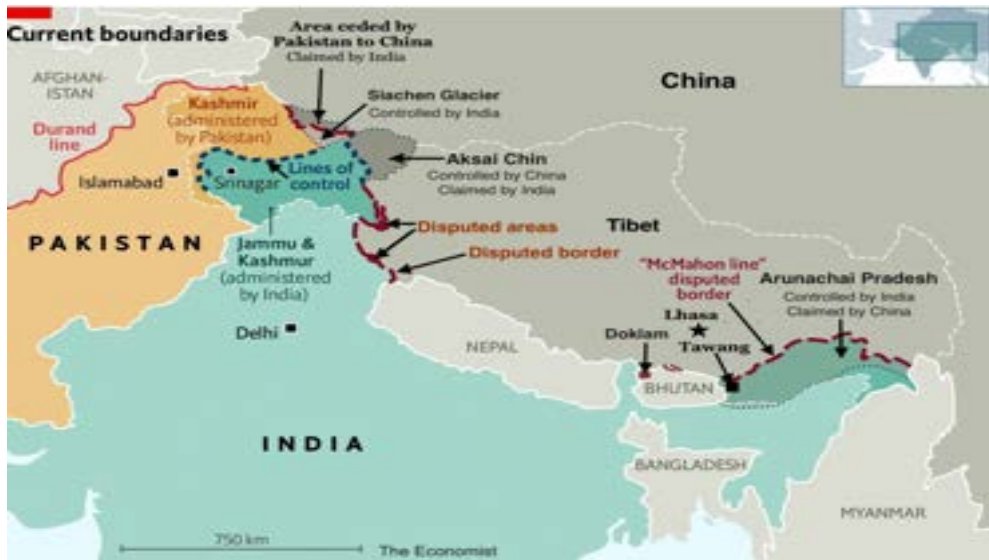 Current boundaries
Area ceded by
Pakistan to China
Claimed by India
China
AFGHAN-
ISTAN
Siachen Glacier
Controlled by India
Kashmir
(administered
by Pakistan)
Durand
line
Aksai Chin
Controlled by China
Claimed by India
Islamabad
Srinagar
Lines of
control
Tibet
Disputed areas
PAKISTAN
Jammu &
Kashmur
(administered
by India)
Disputed border
"McMahon line"
disputed
border
Arunachai Pradesh
Controlled by India
Claimed by China
Lhasa
Delhi
NEPAL
Doklam
Tawang
BHUTAN
INDIA
BANGLADESH
MYANMAR
750 km
The Economist